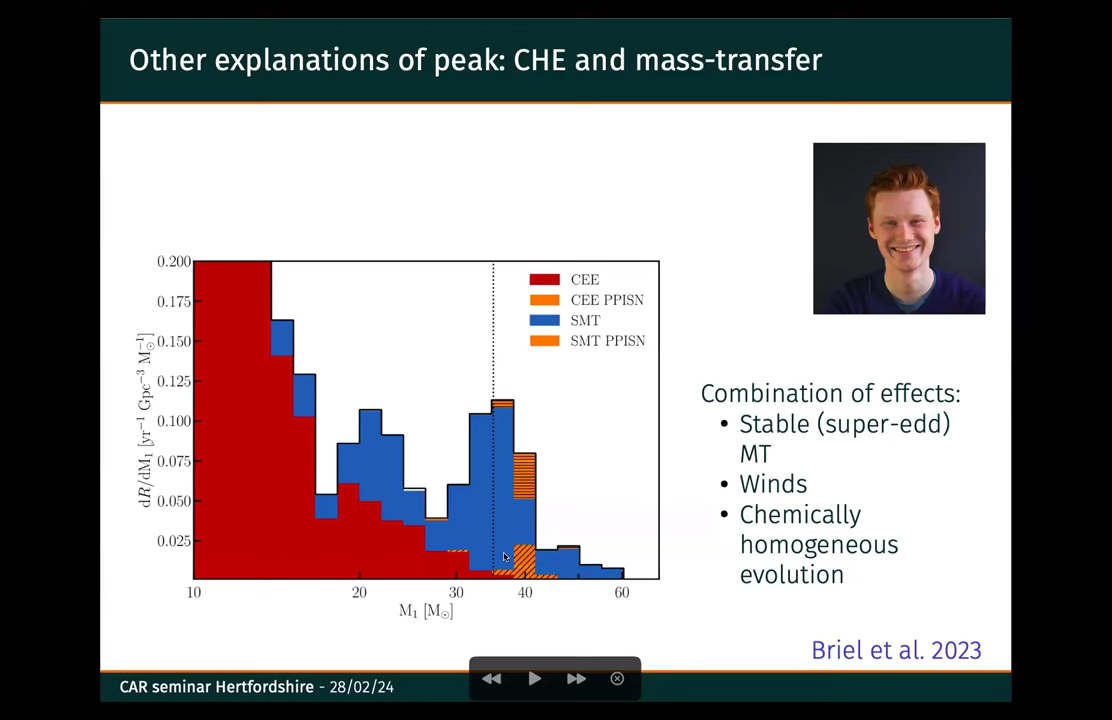 Other explanations of peak: CHE and mass-transfer
0.200
0.175
0.150
0.125
0.100
0.075
0.050
0.025
dR/dM₁ [yr⁻¹ Gpc⁻³ M⊙⁻¹]
CEE
CEE PPISN
SMT
SMT PPISN
10
20
30
40
60
M₁ [M⊙]
Combination of effects:
• Stable (super-edd)
MT
• Winds
• Chemically
homogeneous
evolution
Briel et al. 2023
CAR seminar Hertfordshire - 28/02/24